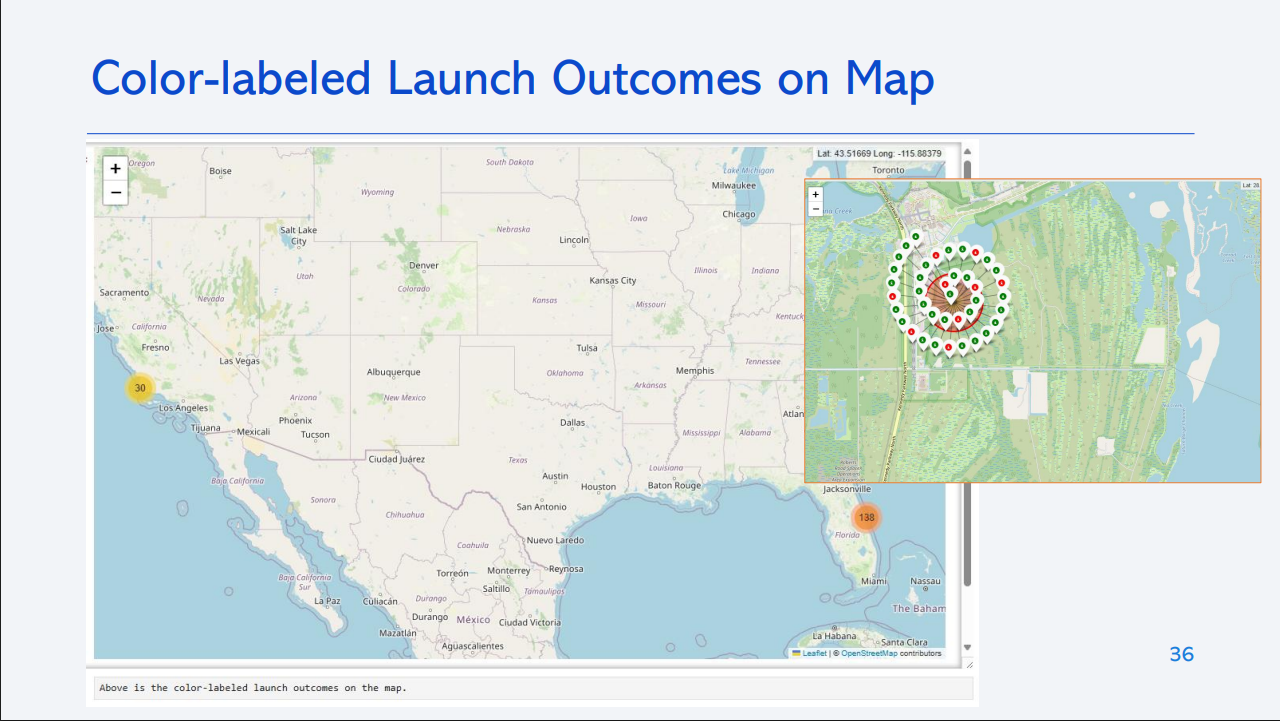 Color-labeled Launch Outcomes on Map
+
−
Lat: 43.51669 Long: -115.88379
Oregon
Boise
South Dakota
Lake Michigan
Toronto
Wyoming
Milwaukee
Chicago
Salt Lake
City
Nebraska
Iowa
Lincoln
Denver
Utah
Illinois
Indiana
Kansas City
Colorado
Sacramento
Nevada
Kansas
Missouri
Kentuck
Jose
California
Fresno
Las Vegas
Tulsa
Tennessee
Albuquerque
Memphis
Oklahoma
30
Arkansas
Arizona
New Mexico
Los Angeles
Atlan
Phoenix
Dallas
Tijuana
Mexicali
Tucson
Mississippi
Alabama
Ciudad Juárez
Texas
Louisiana
Baja California
Austin
Houston
Baton Rouge
Jacksonville
Sonora
San Antonio
Chihuahua
138
Florida
Nuevo Laredo
Coahuila
Reynosa
Monterrey
Torreón
Baja California
Sur
Saltillo
Tamaulipas
Miami
Nassau
La Paz
Culiacán
Durango
Durango
México
Ciudad Victoria
The Baham
Mazatlán
La Habana
Santa Clara
Aguascalientes
Leaflet | © OpenStreetMap contributors
+
−
Lat: 28
Above is the color-labeled launch outcomes on the map.
36